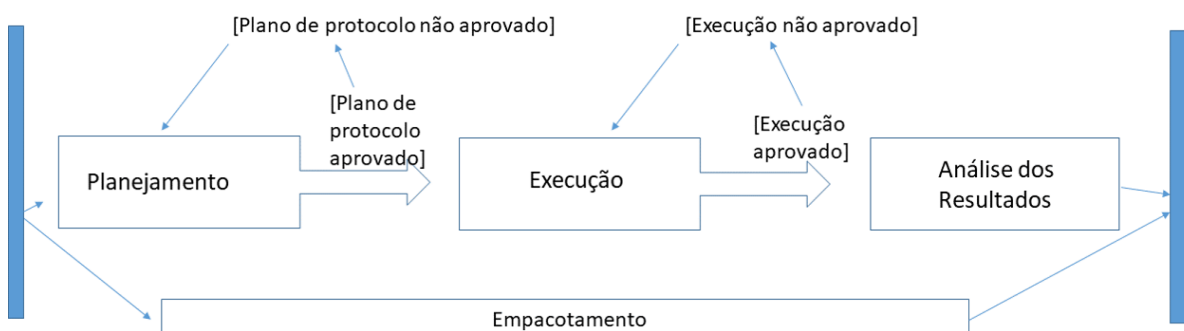 [Plano de protocolo não aprovado]
[Execução não aprovado]
[Plano de
protocolo
aprovado]
[Execução
aprovado]
Planejamento
Execução
Análise dos
Resultados
Empacotamento